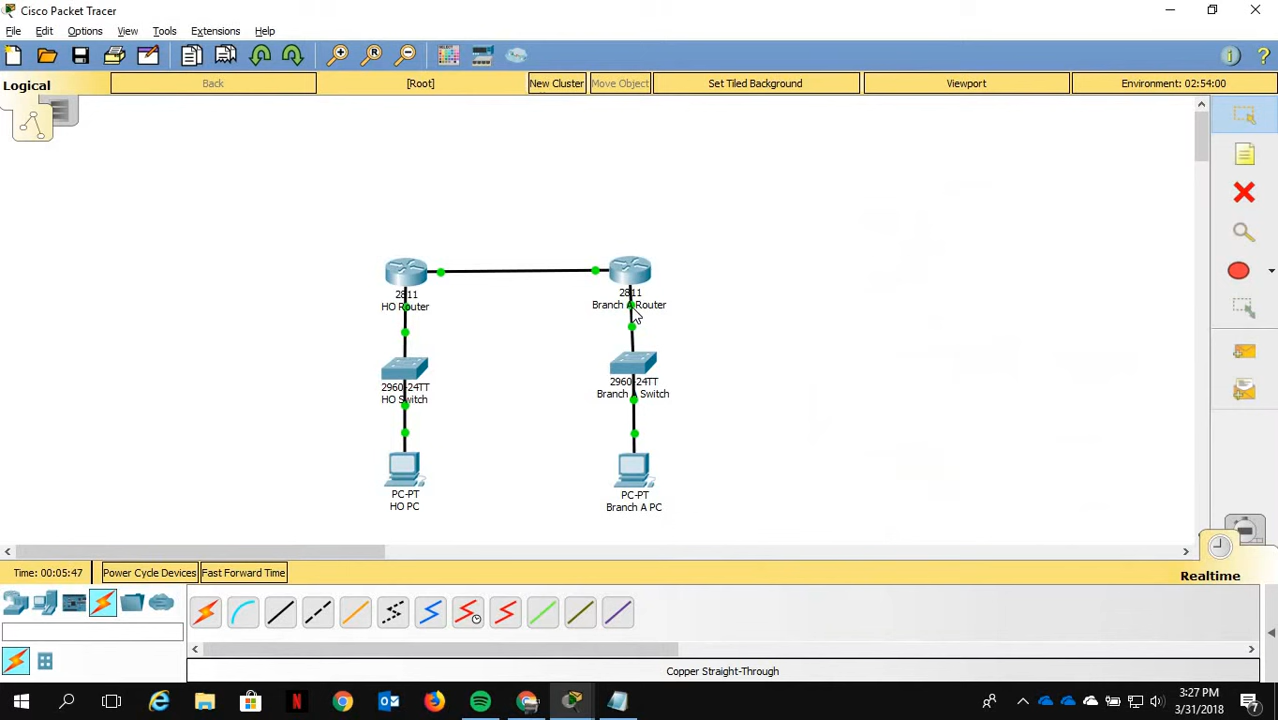 Cisco Packet Tracer
File Edit Options View Tools Extensions Help
Logical
Back
[Root]
New Cluster
Move Object
Set Tiled Background
Viewport
Environment: 02:54:00
2811
HO Router
2811
Branch A Router
2960-24TT
HO Switch
2960-24TT
Branch A Switch
PC-PT
HO PC
PC-PT
Branch A PC
Time: 00:05:47
Power Cycle Devices
Fast Forward Time
Realtime
Copper Straight-Through
3:27 PM
3/31/2018
7